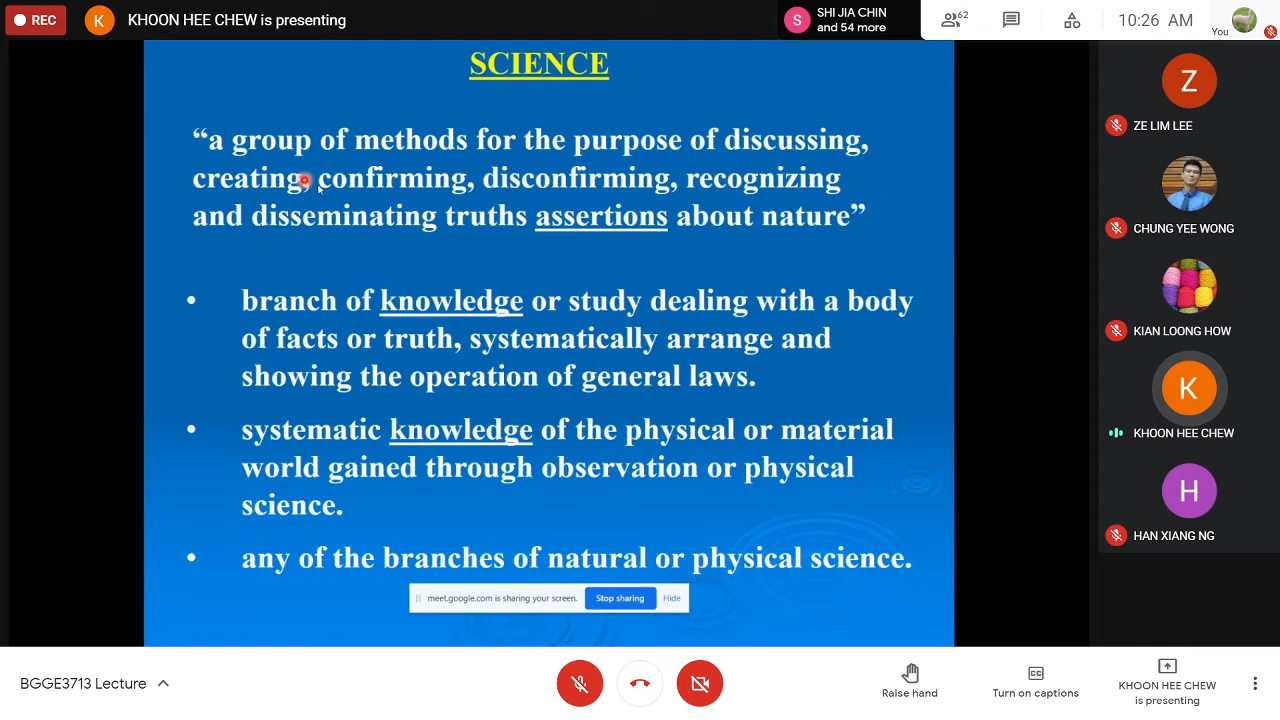 REC
K
KHOON HEE CHEW is presenting
S
SHI JIA CHIN
and 54 more
62
10:26 AM
You
SCIENCE
“a group of methods for the purpose of discussing,
creating, confirming, disconfirming, recognizing
and disseminating truths assertions about nature”
• branch of knowledge or study dealing with a body
of facts or truth, systematically arrange and
showing the operation of general laws.
• systematic knowledge of the physical or material
world gained through observation or physical
science.
• any of the branches of natural or physical science.
meet.google.com is sharing your screen.
Stop sharing
Hide
Z
ZE LIM LEE
CHUNG YEE WONG
KIAN LOONG HOW
K
KHOON HEE CHEW
H
HAN XIANG NG
BGGE3713 Lecture
Raise hand
Turn on captions
KHOON HEE CHEW
is presenting